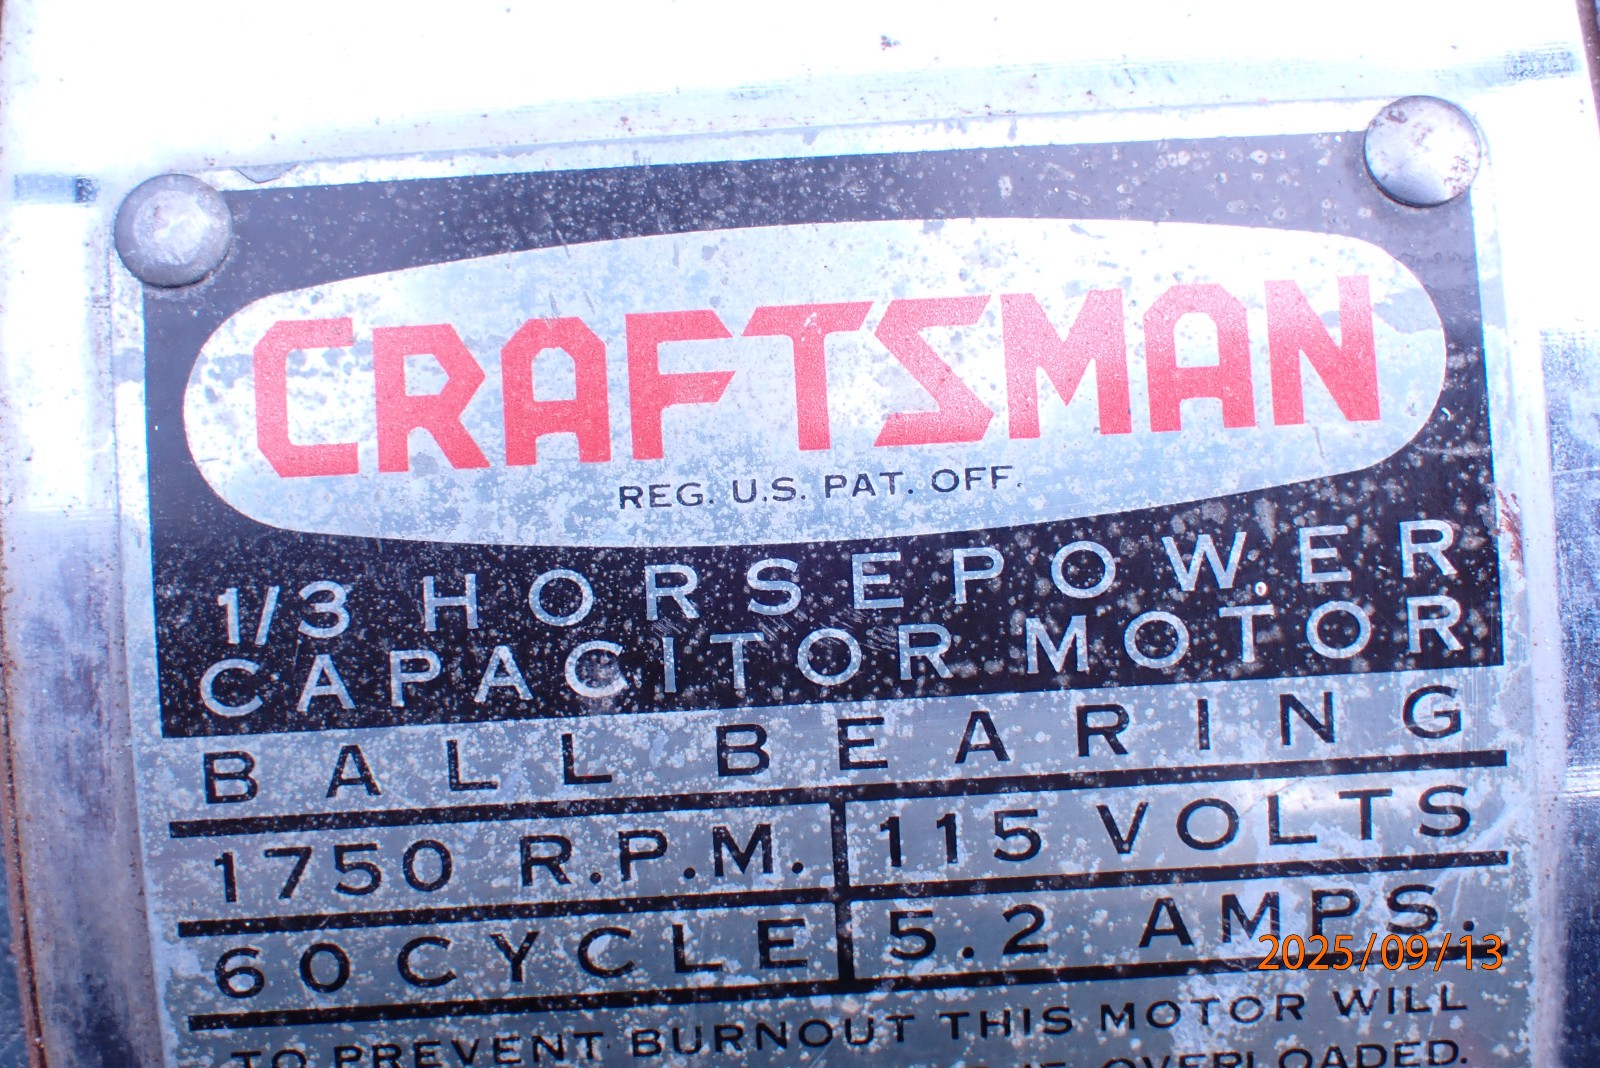 CRAFTSMAN
REG. U.S. PAT. OFF.
1/3 HORSEPOWER
CAPACITOR MOTOR
BALL BEARING
1750 R.P.M. 115 VOLTS
60 CYCLE 5.2 AMPS.
2025/09/13
TO PREVENT BURNOUT THIS MOTOR WILL
OVERLOADED.